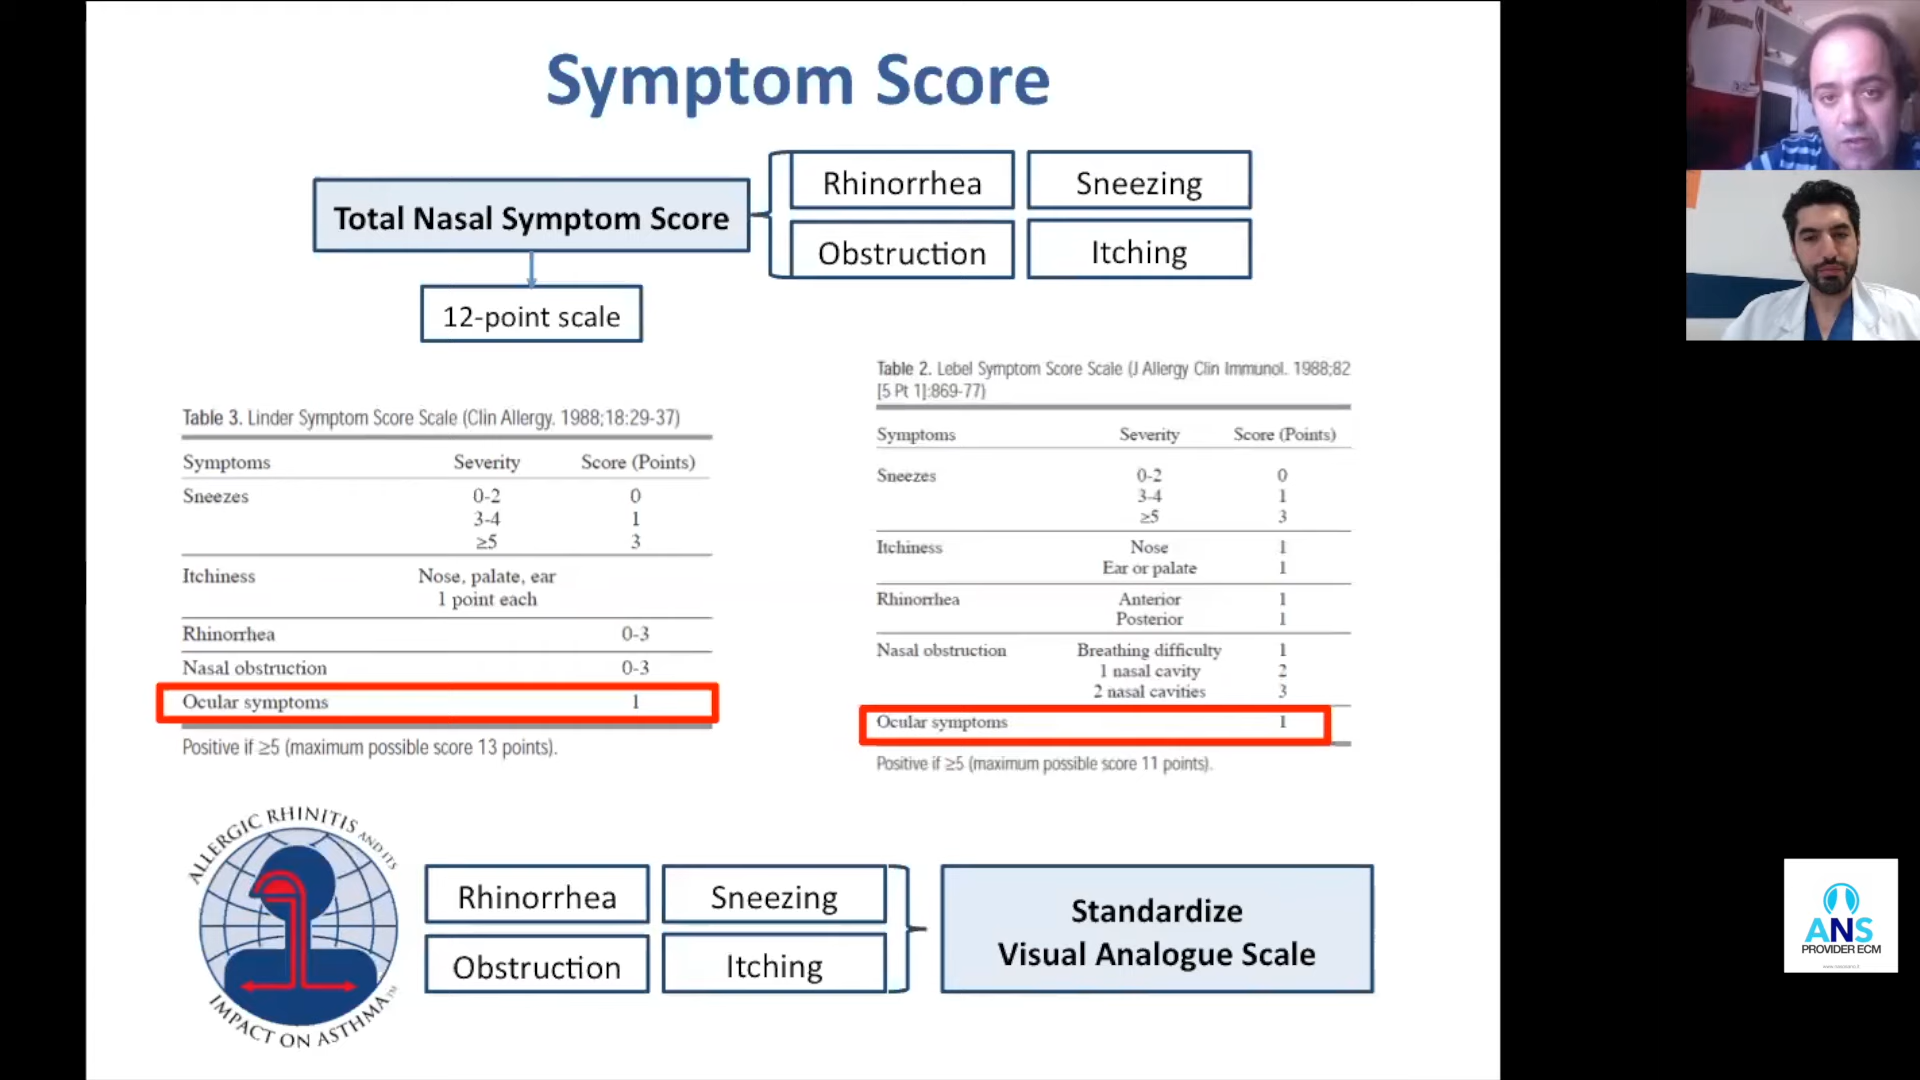 Symptom Score
Total Nasal Symptom Score
Rhinorrhea
Sneezing
Obstruction
Itching
12-point scale
Table 3. Linder Symptom Score Scale (Clin Allergy. 1988;18:29-37)
Symptoms Severity Score (Points)
Sneezes 0-2 0
3-4 1
≥5 3
Itchiness Nose, palate, ear
1 point each
Rhinorrhea 0-3
Nasal obstruction 0-3
Ocular symptoms 1
Positive if ≥5 (maximum possible score 13 points).
Table 2. Lebel Symptom Score Scale (J Allergy Clin Immunol. 1988;82
[5 Pt 1]:869-77)
Symptoms Severity Score (Points)
Sneezes 0-2 0
3-4 1
≥5 3
Itchiness Nose 1
Ear or palate 1
Rhinorrhea Anterior 1
Posterior 1
Nasal obstruction Breathing difficulty 1
1 nasal cavity 2
2 nasal cavities 3
Ocular symptoms 1
Positive if ≥5 (maximum possible score 11 points).
ALLERGIC RHINITIS AND ITS
IMPACT ON ASTHMA™
Rhinorrhea
Sneezing
Obstruction
Itching
Standardize
Visual Analogue Scale
ANS
PROVIDER ECM